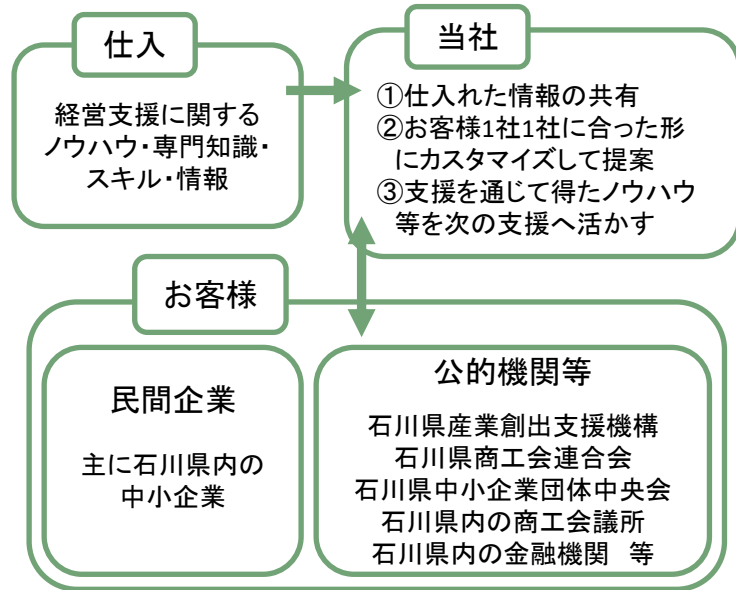 仕入
経営支援に関する
ノウハウ・専門知識・
スキル・情報
当社
①仕入れた情報の共有
②お客様1社1社に合った形
にカスタマイズして提案
③支援を通じて得たノウハウ
等を次の支援へ活かす
お客様
民間企業
主に石川県内の
中小企業
公的機関等
石川県産業創出支援機構
石川県商工会連合会
石川県中小企業団体中央会
石川県内の商工会議所
石川県内の金融機関　等